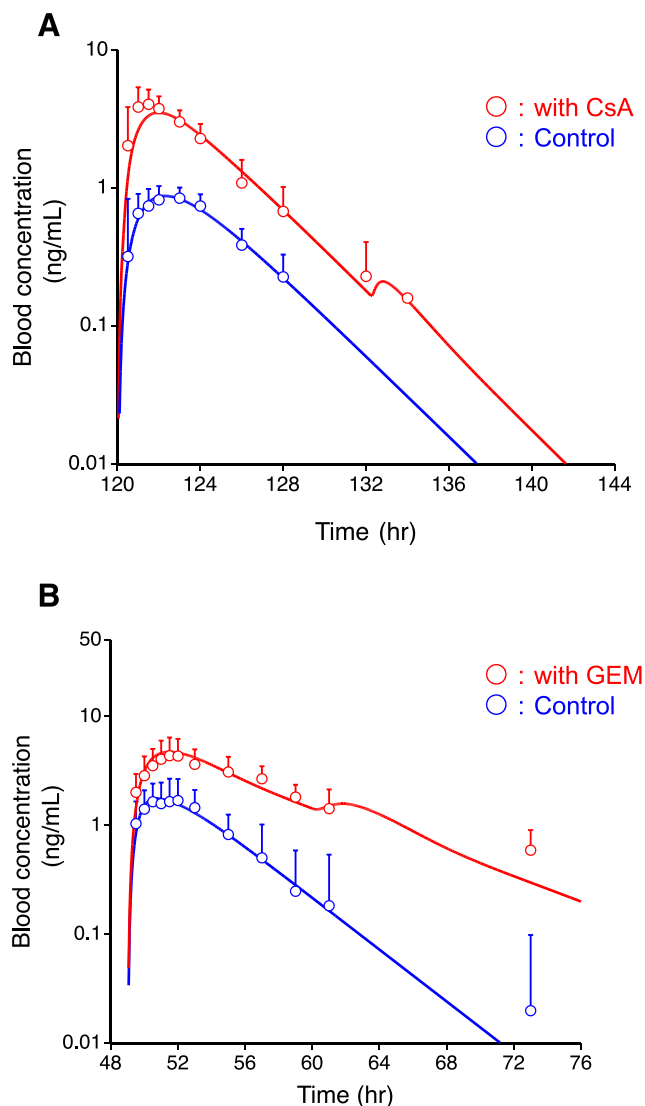 A
10
1
0.1
0.01
Blood concentration
(ng/mL)
: with CsA
: Control
120 124 128 132 136 140 144
Time (hr)
B
50
10
1
0.1
0.01
Blood concentration
(ng/mL)
: with GEM
: Control
48 52 56 60 64 68 72 76
Time (hr)